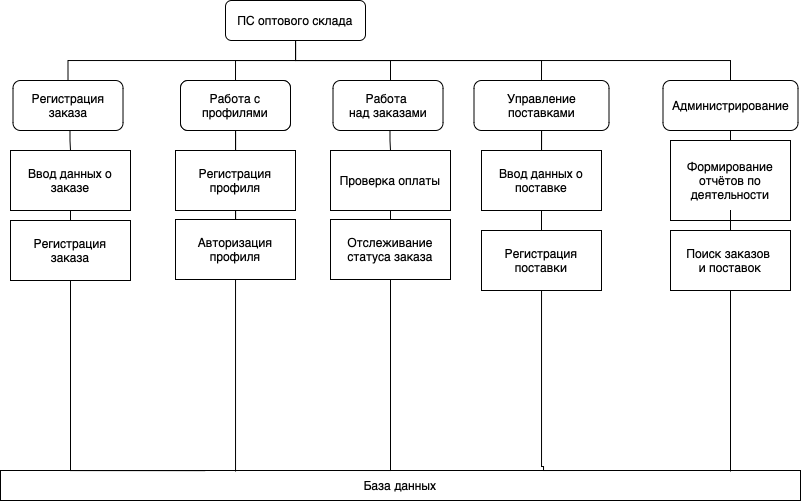 ПС оптового склада
Регистрация
заказа
Работа с
профилями
Работа
над заказами
Управление
поставками
Администрирование
Ввод данных о
заказе
Регистрация
профиля
Проверка оплаты
Ввод данных о
поставке
Формирование
отчётов по
деятельности
Регистрация
заказа
Авторизация
профиля
Отслеживание
статуса заказа
Регистрация
поставки
Поиск заказов
и поставок
База данных